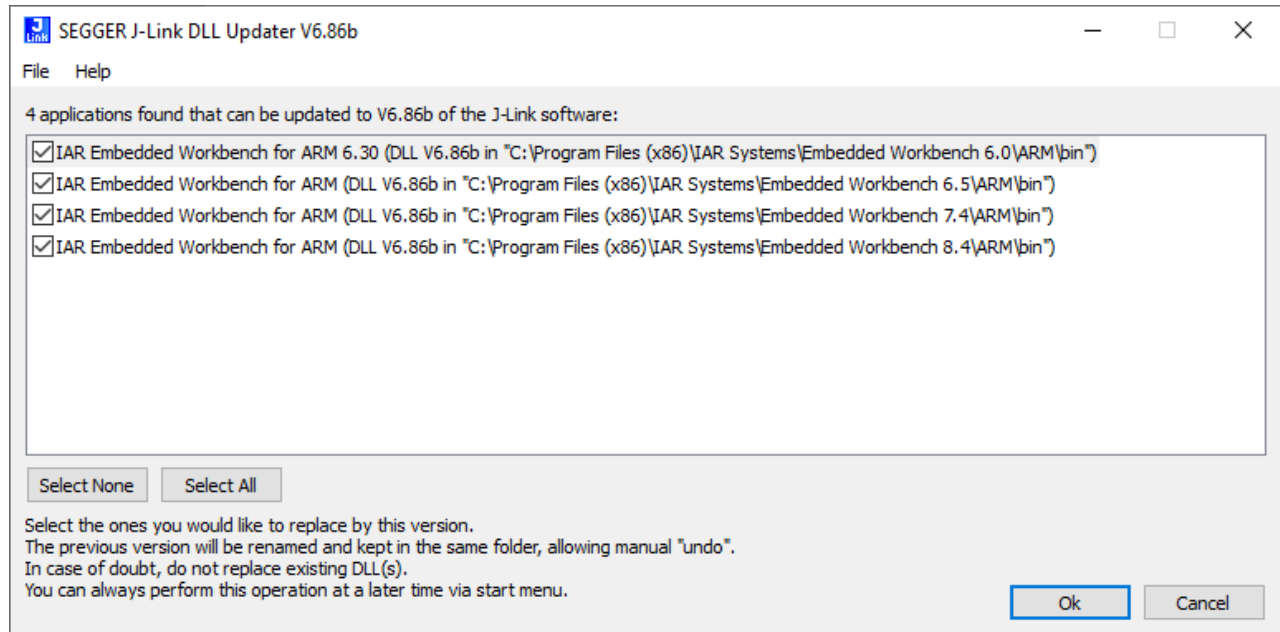 J
Link
SEGGER J-Link DLL Updater V6.86b
File Help
4 applications found that can be updated to V6.86b of the J-Link software:
IAR Embedded Workbench for ARM 6.30 (DLL V6.86b in "C:\Program Files (x86)\IAR Systems\Embedded Workbench 6.0\ARM\bin")
IAR Embedded Workbench for ARM (DLL V6.86b in "C:\Program Files (x86)\IAR Systems\Embedded Workbench 6.5\ARM\bin")
IAR Embedded Workbench for ARM (DLL V6.86b in "C:\Program Files (x86)\IAR Systems\Embedded Workbench 7.4\ARM\bin")
IAR Embedded Workbench for ARM (DLL V6.86b in "C:\Program Files (x86)\IAR Systems\Embedded Workbench 8.4\ARM\bin")
Select None Select All
Select the ones you would like to replace by this version.
The previous version will be renamed and kept in the same folder, allowing manual "undo".
In case of doubt, do not replace existing DLL(s).
You can always perform this operation at a later time via start menu.
Ok Cancel